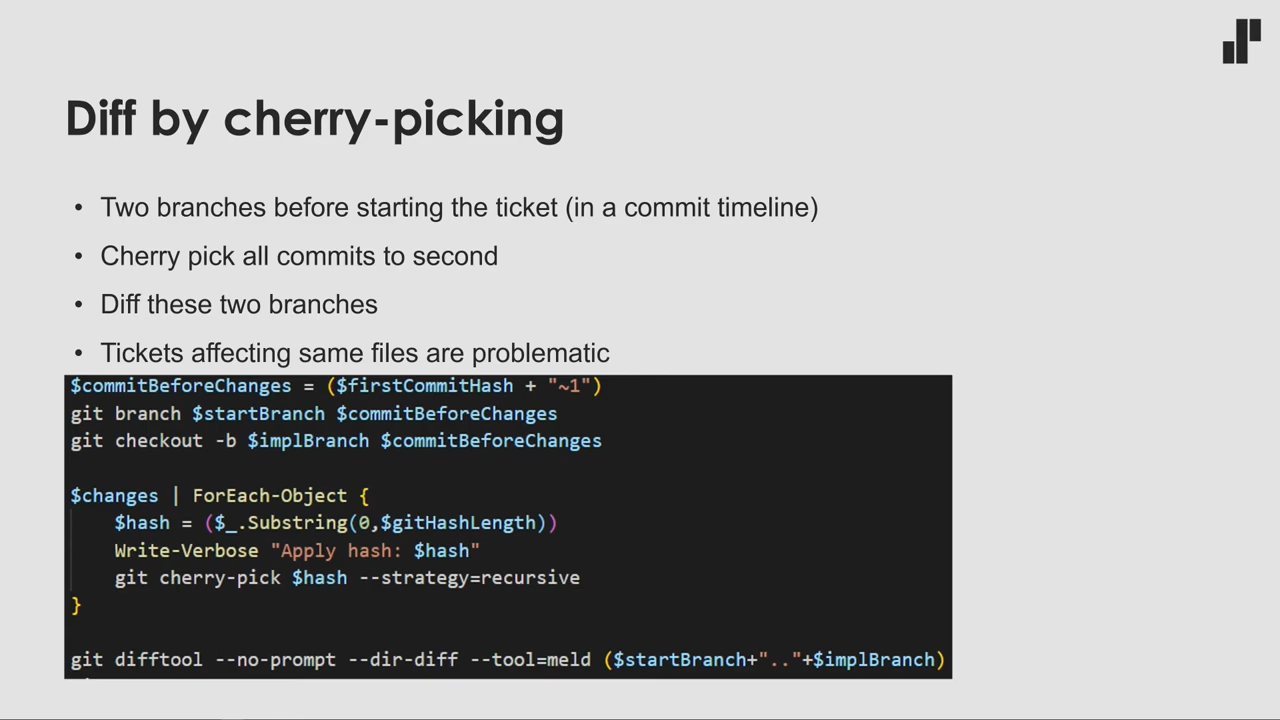 Diff by cherry-picking
• Two branches before starting the ticket (in a commit timeline)
• Cherry pick all commits to second
• Diff these two branches
• Tickets affecting same files are problematic
$commitBeforeChanges = ($firstCommitHash + "~1")
git branch $startBranch $commitBeforeChanges
git checkout -b $implBranch $commitBeforeChanges
$changes | ForEach-Object {
    $hash = ($_.Substring(0,$gitHashLength))
    Write-Verbose "Apply hash: $hash"
    git cherry-pick $hash --strategy=recursive
}
git difftool --no-prompt --dir-diff --tool=meld ($startBranch+".."+$implBranch)